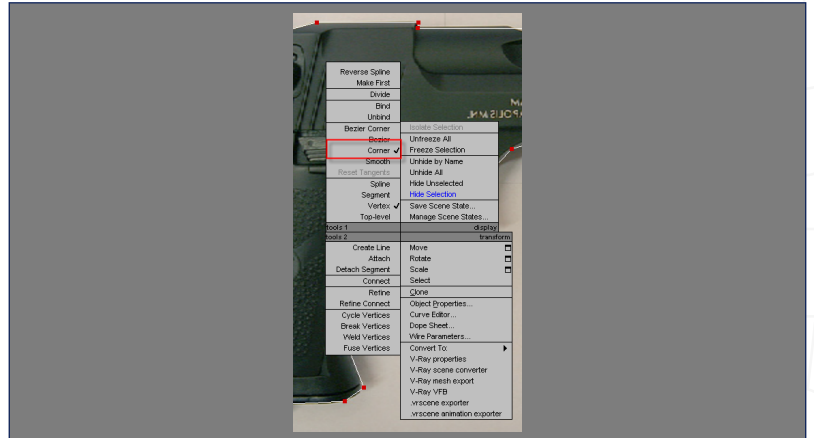 Reverse Spline
Make First
Divide
Bind
Unbind
Bezier Corner
Bezier
Corner
Smooth
Reset Tangents
Spline
Segment
Vertex
Top-level
tools 1
tools 2
Create Line
Attach
Detach Segment
Connect
Refine
Refine Connect
Cycle Vertices
Break Vertices
Weld Vertices
Fuse Vertices
Isolate Selection
Unfreeze All
Freeze Selection
Unhide by Name
Unhide All
Hide Unselected
Hide Selection
Save Scene State...
Manage Scene States...
display
transform
Move
Rotate
Scale
Select
Clone
Object Properties...
Curve Editor...
Dope Sheet...
Wire Parameters...
Convert To:
V-Ray properties
V-Ray scene converter
V-Ray mesh export
V-Ray VFB
.vrscene exporter
.vrscene animation exporter